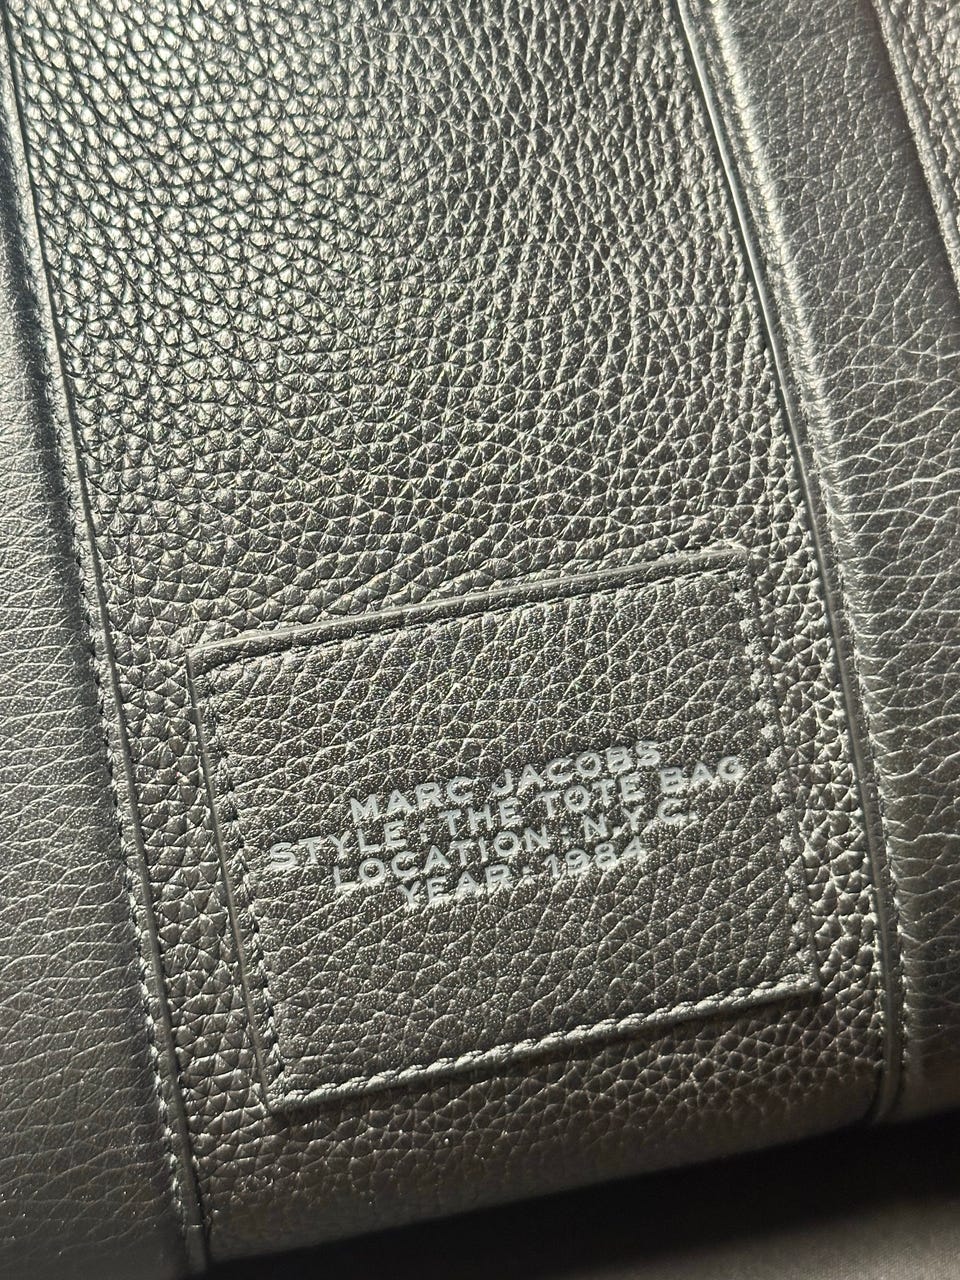 MARC JACOBS
STYLE : THE TOTE BAG
LOCATION : N.Y.C.
YEAR : 1984